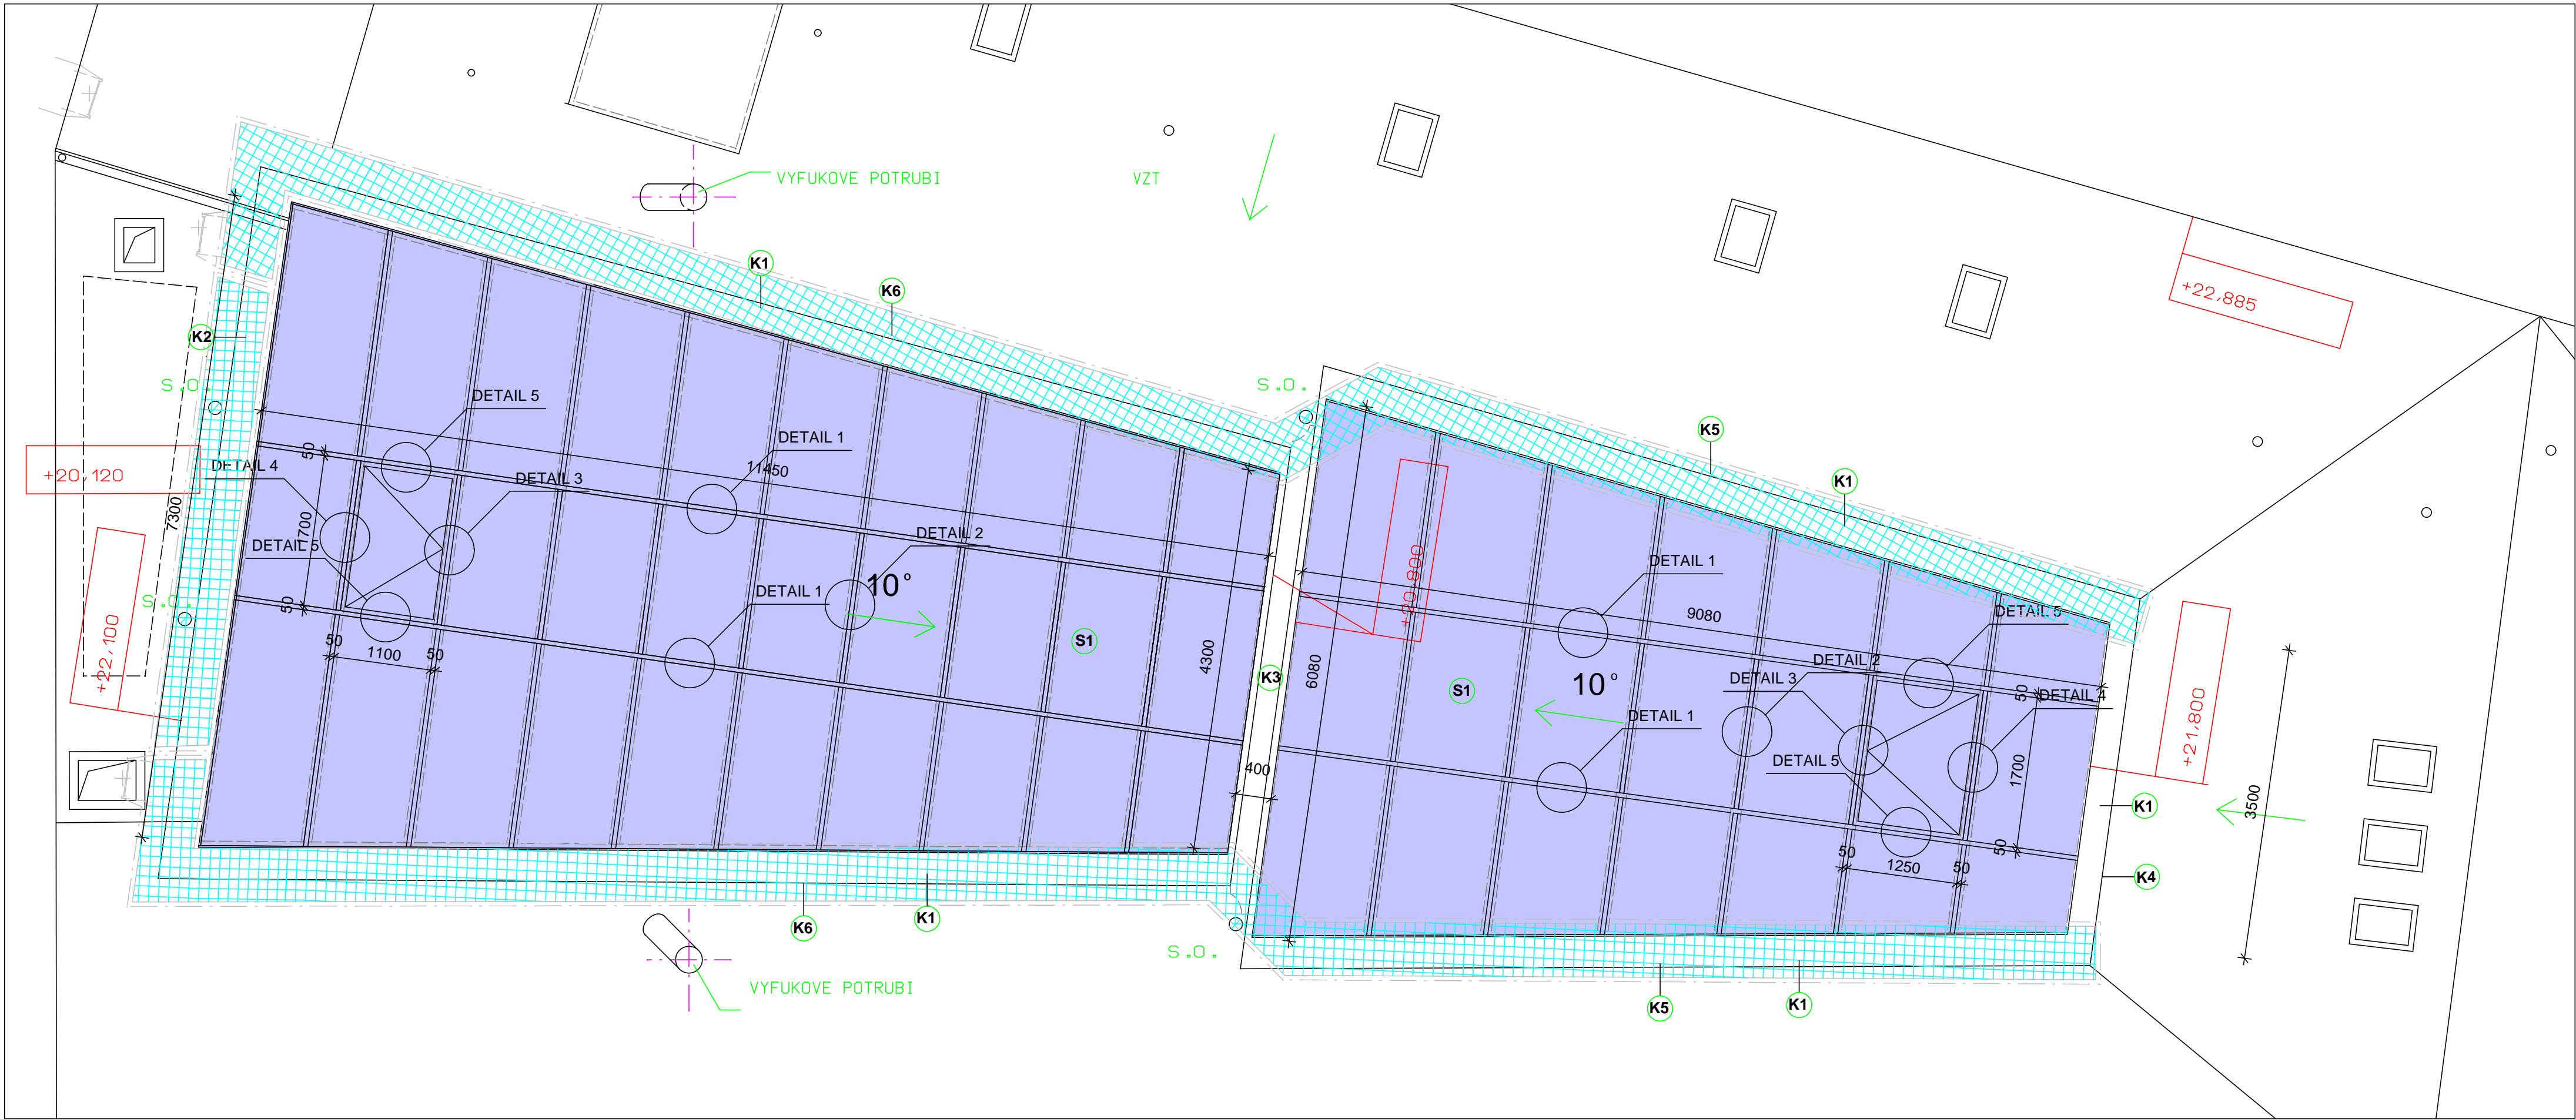 VYFUKOVE POTRUBI
VZT
K1
K6
K2
+22,885
S.O.
S.O.
DETAIL 5
K5
DETAIL 1
K1
+20,120
DETAIL 4
50
DETAIL 3
11450
7300
1700
DETAIL 5
DETAIL 2
10°
+20,800
DETAIL 1
DETAIL 1
S.O.
50
+22,100
50
1100
50
S1
4300
K3
6080
9080
DETAIL 5
DETAIL 2
DETAIL 3
50
DETAIL 4
S1
10°
DETAIL 1
+21,800
DETAIL 5
1700
400
K1
3500
50
1250
50
50
K4
K6
K1
S.O.
VYFUKOVE POTRUBI
K5
K1